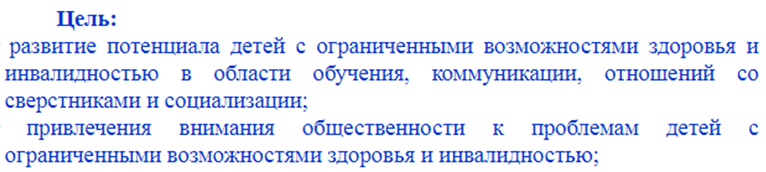 Цель:
развитие потенциала детей с ограниченными возможностями здоровья и
инвалидностью в области обучения, коммуникации, отношений со
сверстниками и социализации;
привлечения внимания общественности к проблемам детей с
ограниченными возможностями здоровья и инвалидностью;